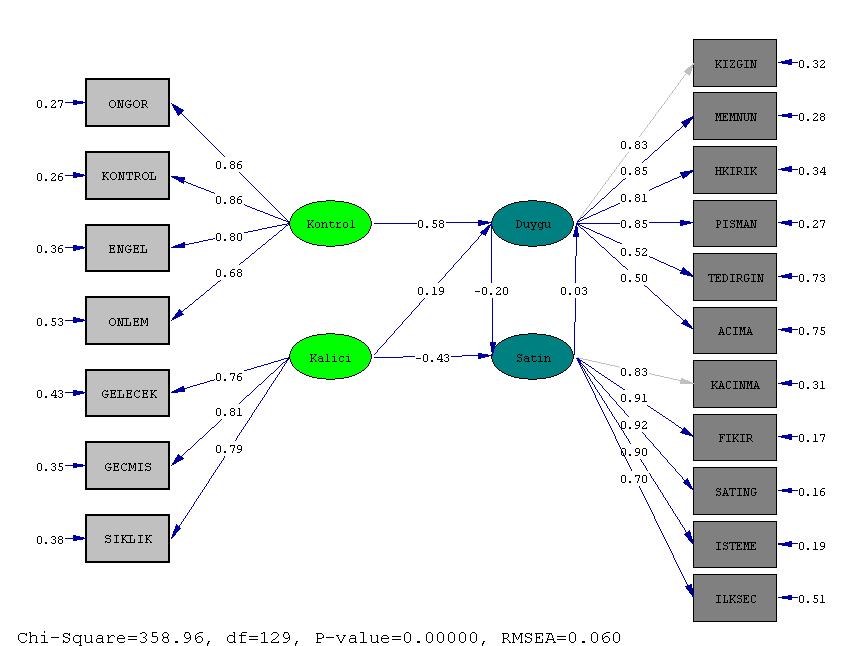 KIZGIN
0.32
ONGOR
0.27
MEMNUN
0.28
0.83
0.86
0.85
HKIRIK
0.34
KONTROL
0.26
0.86
0.81
Kontrol
0.58
Duygu
0.85
PISMAN
0.27
0.80
ENGEL
0.36
0.52
0.68
0.50
TEDIRGIN
0.73
0.19
-0.20
0.03
ONLEM
0.53
ACIMA
0.75
Kalici
-0.43
Satin
0.76
0.83
KACINMA
0.31
GELECEK
0.43
0.91
0.81
0.92
FIKIR
0.17
0.79
0.90
GECMIS
0.35
0.70
SATING
0.16
SIKLIK
0.38
ISTEME
0.19
ILKSEC
0.51
Chi-Square=358.96, df=129, P-value=0.00000, RMSEA=0.060